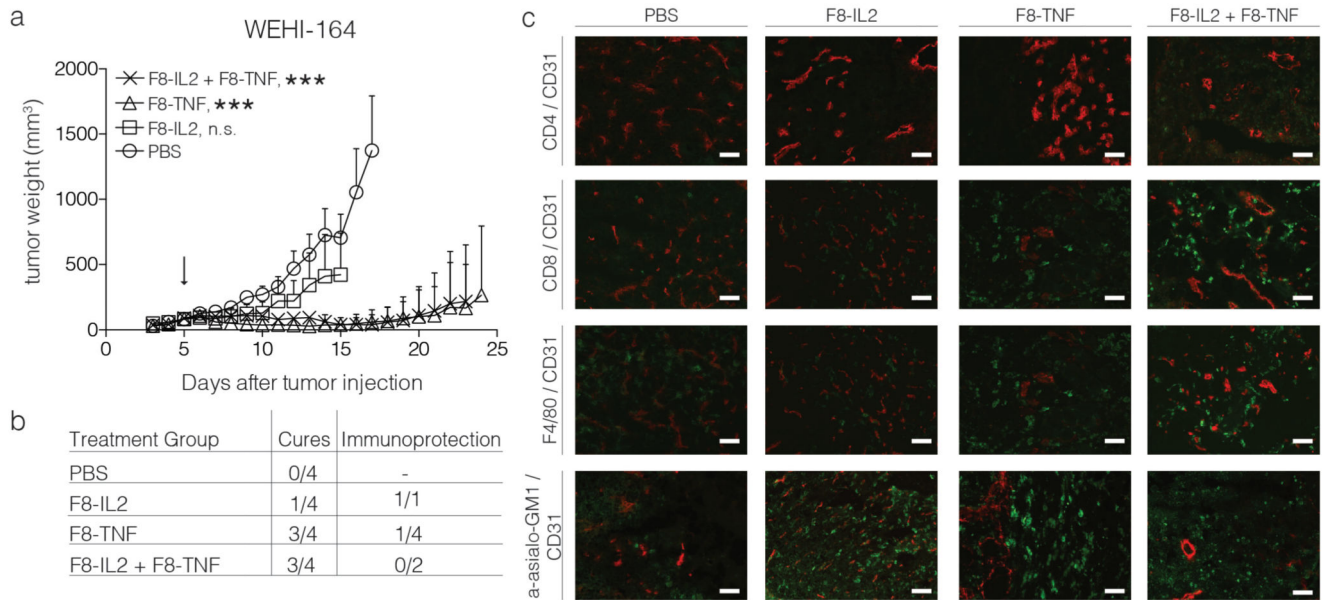 a
WEHI-164
2000
1500
1000
500
0
tumor weight (mm³)
F8-IL2 + F8-TNF, ★★★
F8-TNF, ★★★
F8-IL2, n.s.
PBS
0 5 10 15 20 25
Days after tumor injection
b
Treatment Group Cures Immunoprotection
PBS 0/4 -
F8-IL2 1/4 1/1
F8-TNF 3/4 1/4
F8-IL2 + F8-TNF 3/4 0/2
c
PBS F8-IL2 F8-TNF F8-IL2 + F8-TNF
CD4 / CD31
CD8 / CD31
F4/80 / CD31
a-asialo-GM1 /
CD31